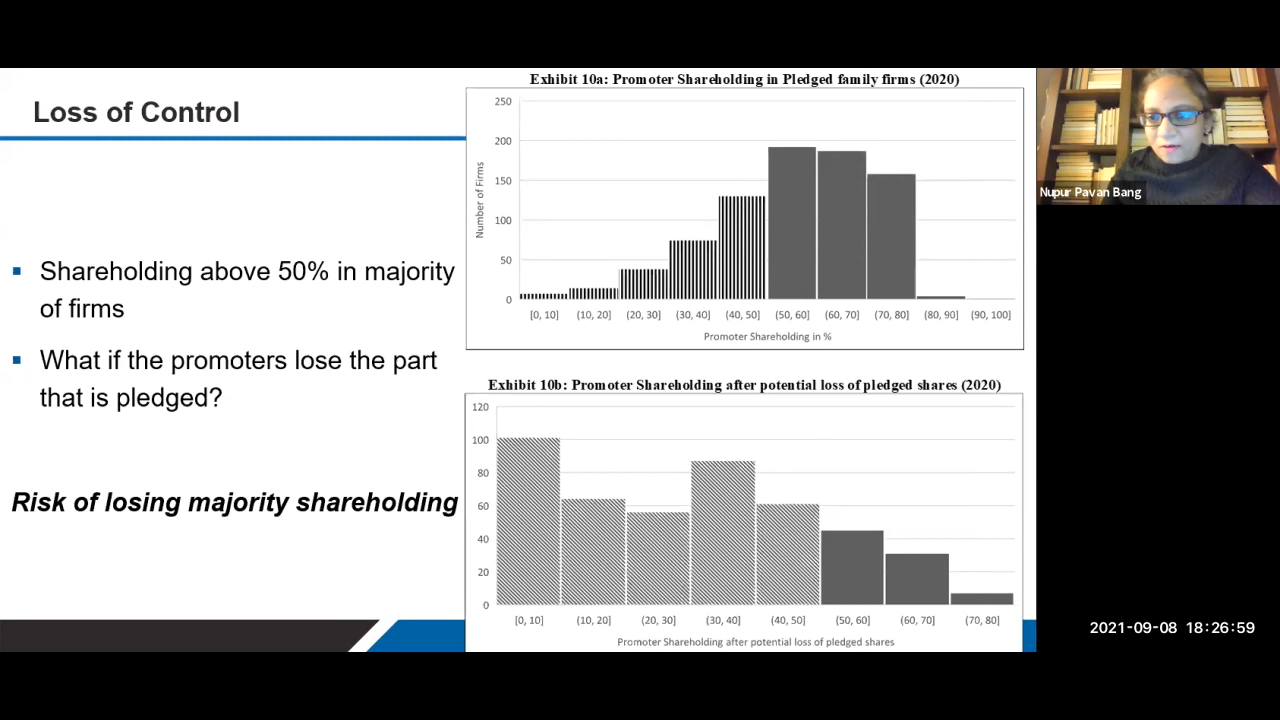 Loss of Control
Shareholding above 50% in majority
of firms
What if the promoters lose the part
that is pledged?
Risk of losing majority shareholding
Exhibit 10a: Promoter Shareholding in Pledged family firms (2020)
Number of Firms
250
200
150
100
50
0
[0, 10] (10, 20] (20, 30] (30, 40] (40, 50] (50, 60] (60, 70] (70, 80] (80, 90] (90, 100]
Promoter Shareholding in %
Exhibit 10b: Promoter Shareholding after potential loss of pledged shares (2020)
120
100
80
60
40
20
0
[0, 10] (10, 20] (20, 30] (30, 40] (40, 50] (50, 60] (60, 70] (70, 80]
Promoter Shareholding after potential loss of pledged shares
Nupur Pavan Bang
2021-09-08 18:26:59